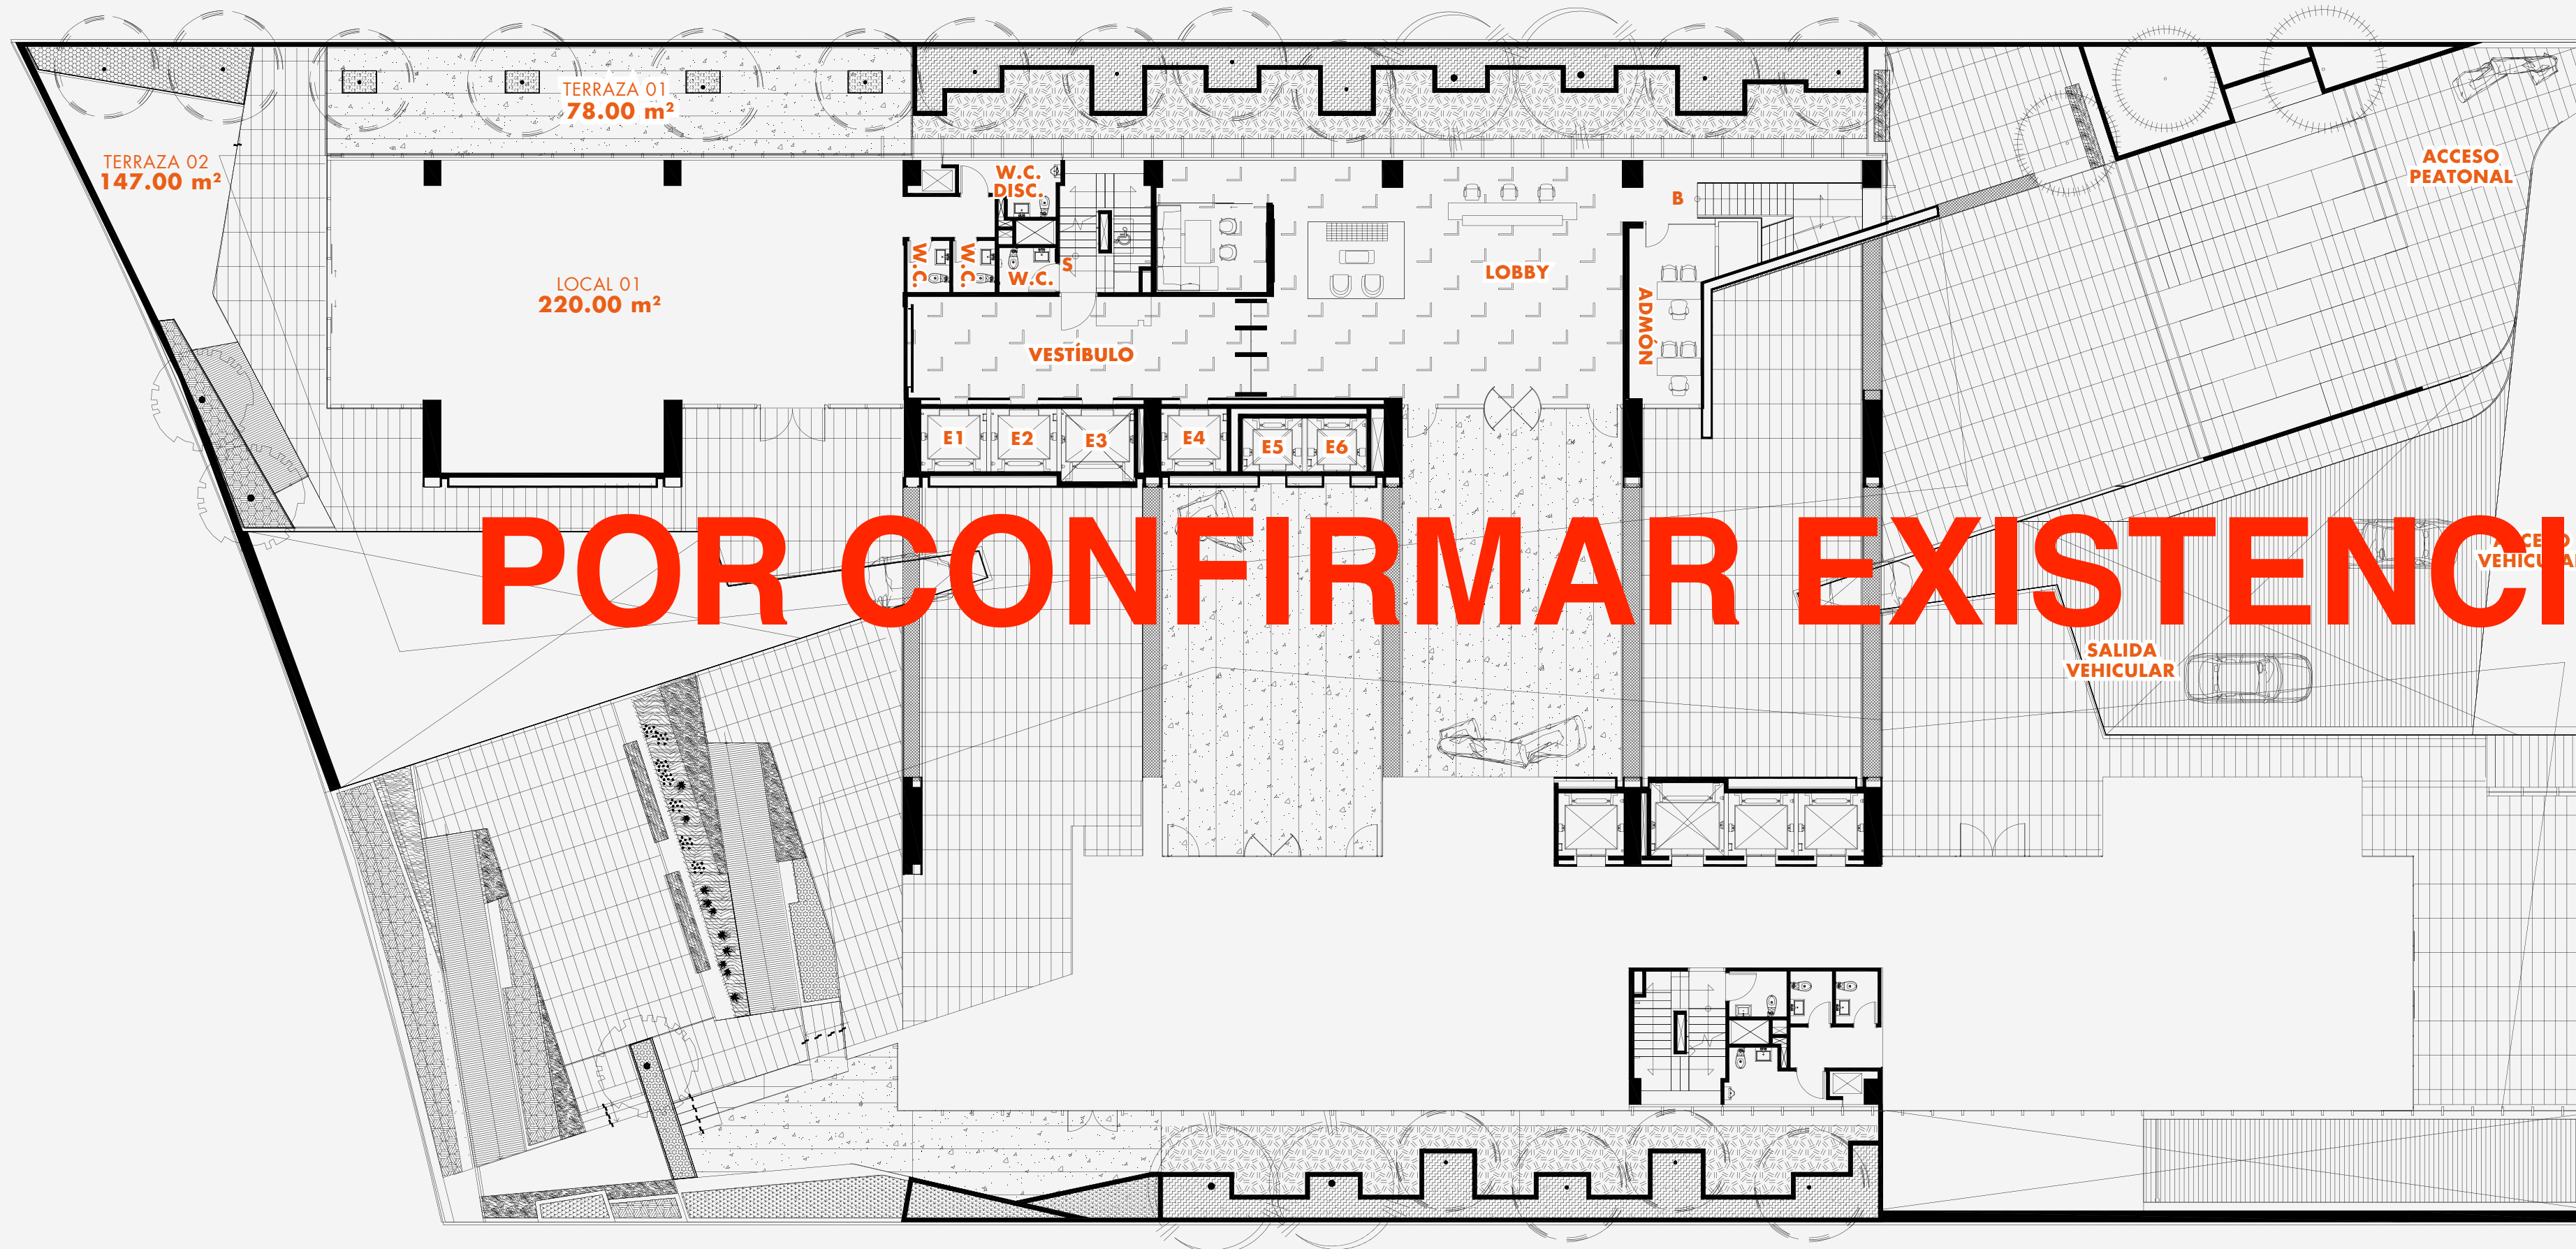 TERRAZA 01
78.00 m²
TERRAZA 02
147.00 m²
W.C.
DISC.
B
ACCESO
PEATONAL
W.C.
W.C.
W.C.
S
LOBBY
LOCAL 01
220.00 m²
ADMÓN
VESTÍBULO
E1
E2
E3
E4
E5
E6
POR CONFIRMAR EXISTENCI
SALIDA
VEHICULAR